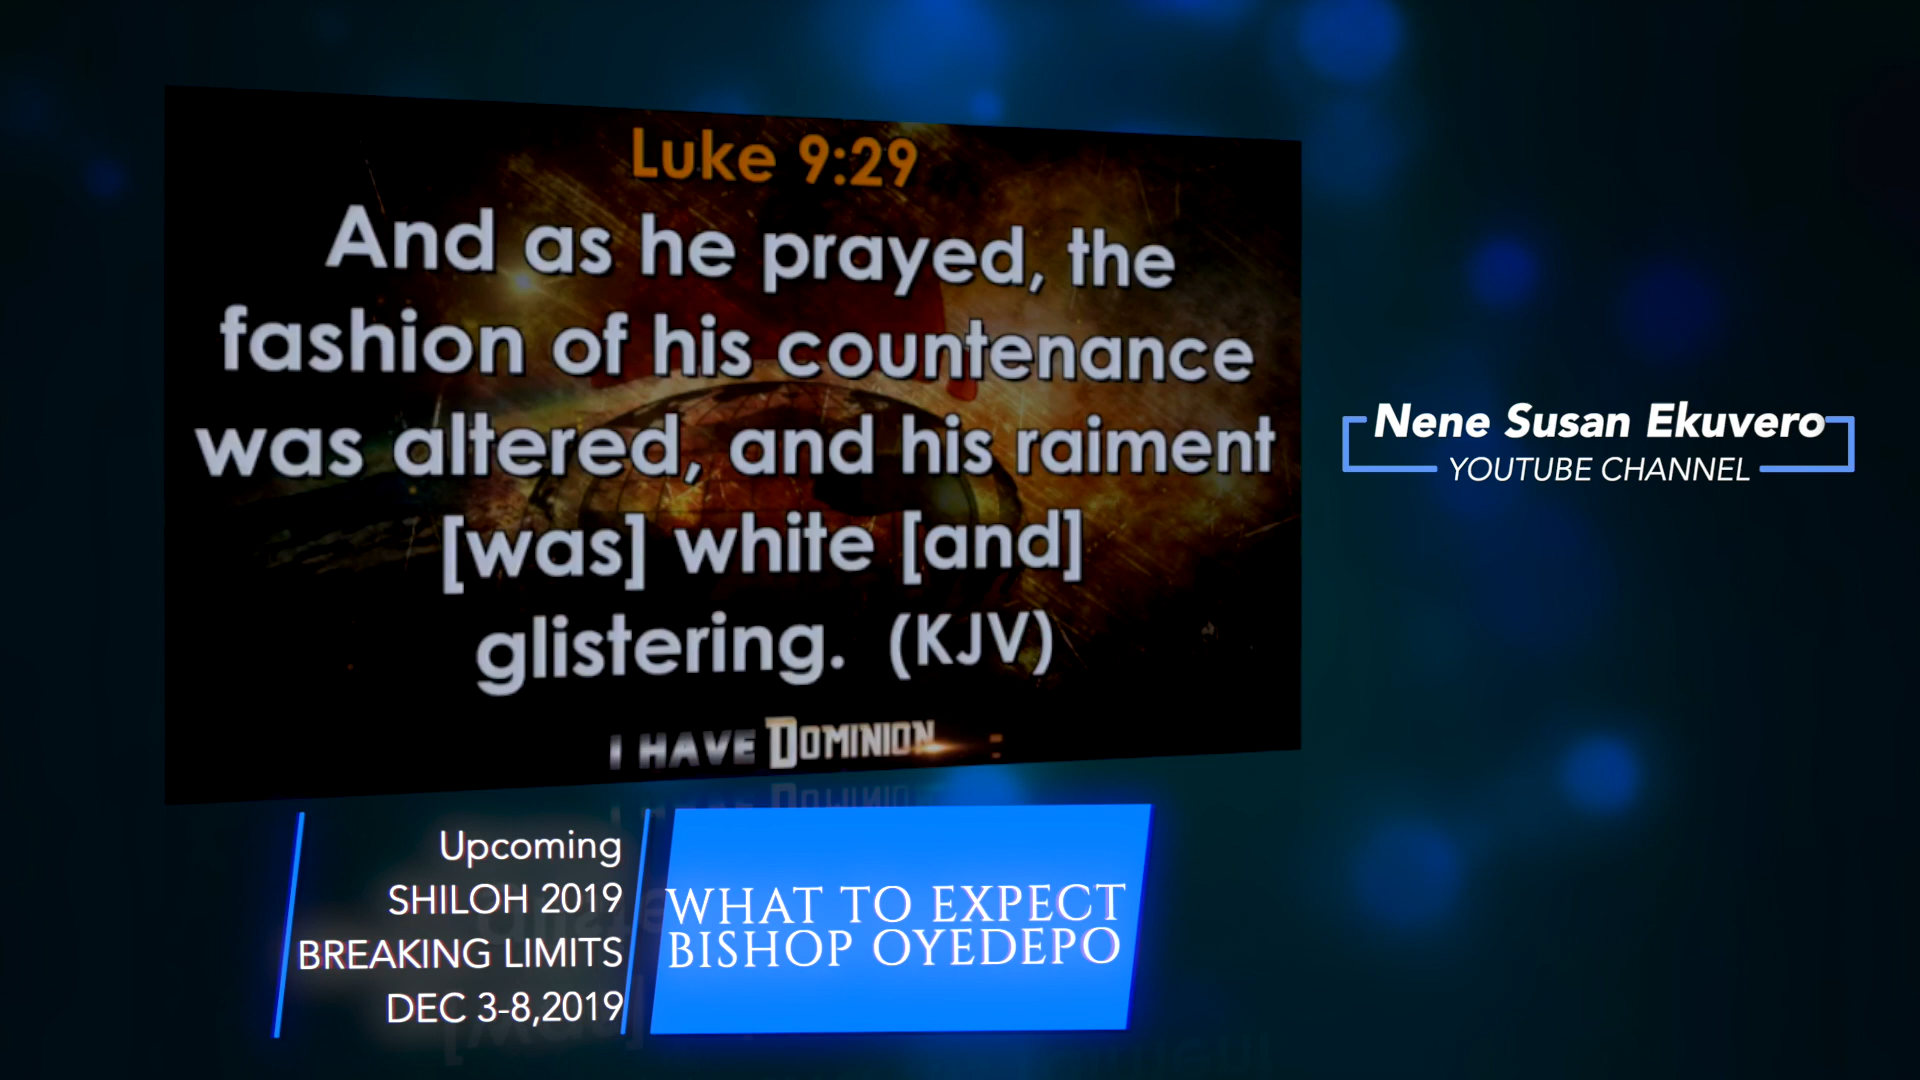 Luke 9:29
And as he prayed, the
fashion of his countenance
was altered, and his raiment
[was] white [and]
glistering. (KJV)
I HAVE DOMINION
Nene Susan Ekuvero
YOUTUBE CHANNEL
Upcoming
SHILOH 2019
BREAKING LIMITS
DEC 3-8,2019
WHAT TO EXPECT
BISHOP OYEDEPO